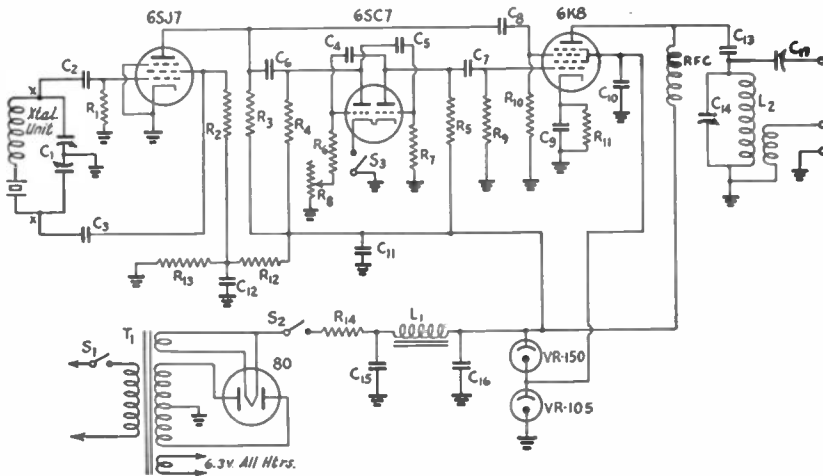 6SJ7
6SC7
6K8
C8
C2
C4
C5
C6
C7
C13
RFC
x
Xtal
Unit
R1
R2
R3
R4
R5
R10
C10
L2
C14
C1
R6
R7
R9
C9
R11
S3
R8
x
C3
C11
R13
R12
C12
S2
R14
L1
T1
S1
80
C15
C16
VR-150
VR-105
6.3v. All Htrs.